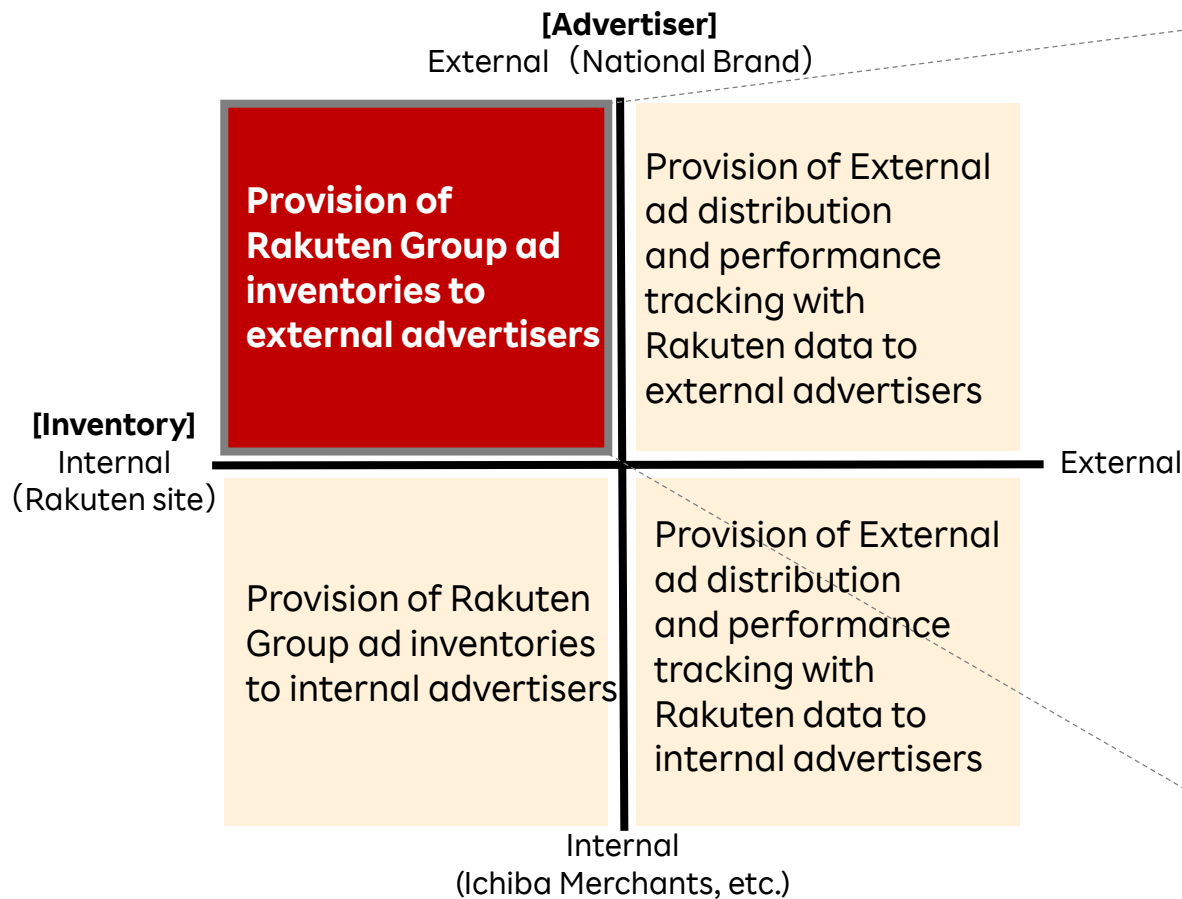 [Advertiser]
External（National Brand）
Provision of
Rakuten Group ad
inventories to
external advertisers
Provision of External
ad distribution
and performance
tracking with
Rakuten data to
external advertisers
[Inventory]
Internal
（Rakuten site）
External
Provision of Rakuten
Group ad inventories
to internal advertisers
Provision of External
ad distribution
and performance
tracking with
Rakuten data to
internal advertisers
Internal
(Ichiba Merchants, etc.)